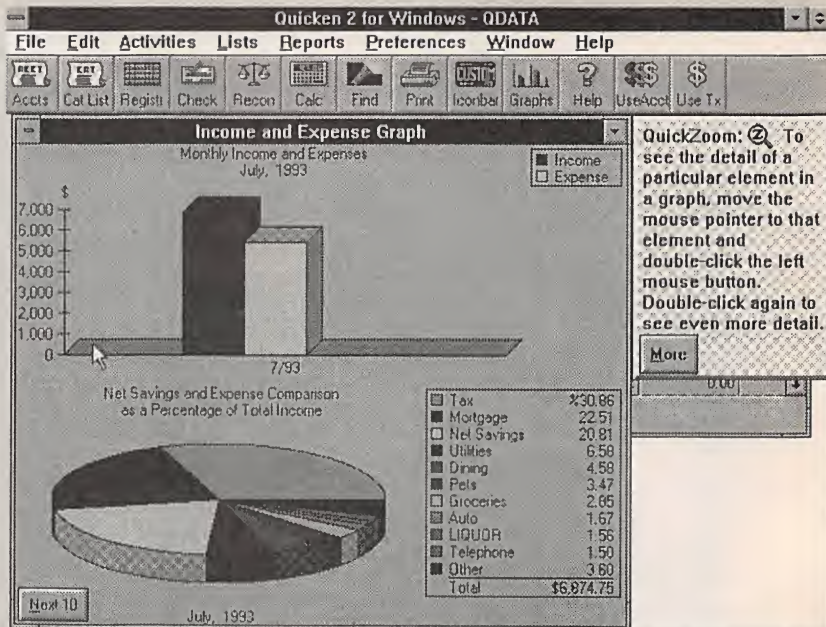 Quicken 2 for Windows - QDATA
File Edit Activities Lists Reports Preferences Window Help
Accts Cat List Registr Check Recon Calc Find Print Iconbar Graphs Help UseAcct Use Tx
Income and Expense Graph
Monthly Income and Expenses
July, 1993
Income
Expense
$
7,000
6,000
5,000
4,000
3,000
2,000
1,000
0
7/93
QuickZoom: To
see the detail of a
particular element in
a graph, move the
mouse pointer to that
element and
double-click the left
mouse button.
Double-click again to
see even more detail.
More
0.00
Net Savings and Expense Comparison
as a Percentage of Total Income
Tax %30.86
Mortgage 22.51
Net Savings 20.81
Utilities 6.58
Dining 4.58
Pets 3.47
Groceries 2.85
Auto 1.67
LIQUOR 1.56
Telephone 1.50
Other 3.60
Total $6,874.75
Next 10
July, 1993